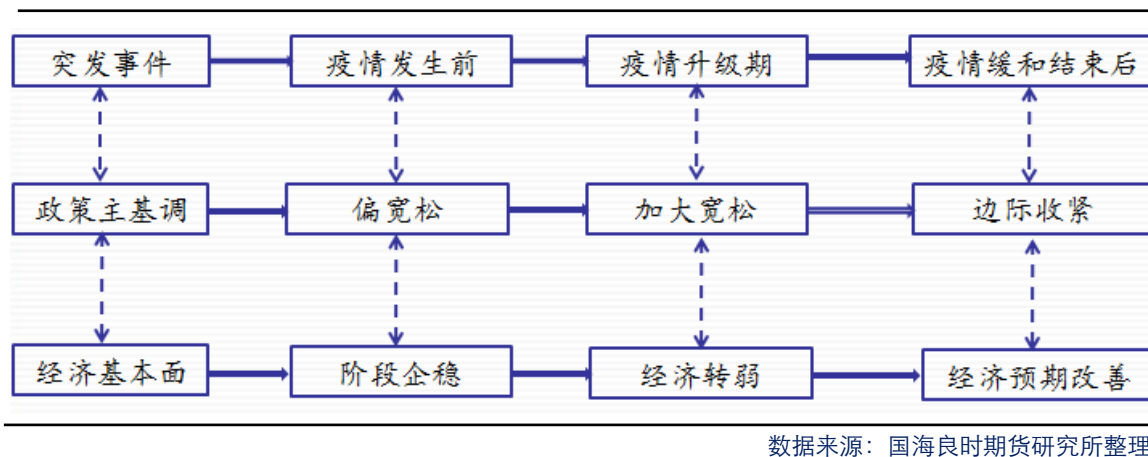 突发事件 疫情发生前 疫情升级期 疫情缓和结束后
政策主基调 偏宽松 加大宽松 边际收紧
经济基本面 阶段企稳 经济转弱 经济预期改善
数据来源：国海良时期货研究所整理